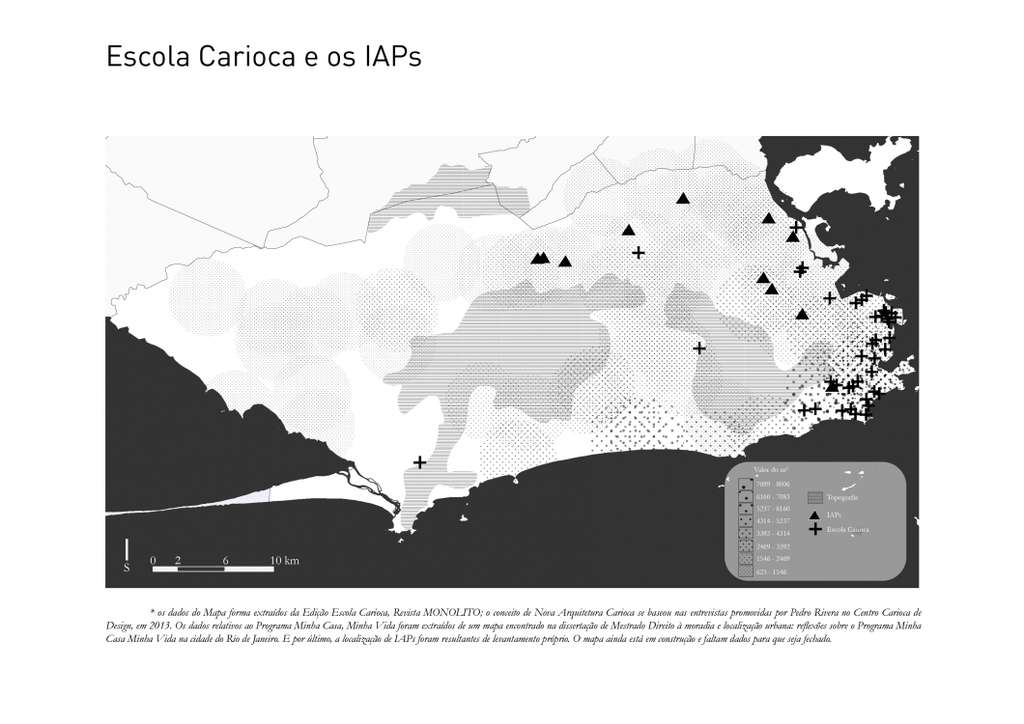 Escola Carioca e os IAPs
Valor do m²
7089 - 8006
6160 - 7083
5237 - 6160
4314 - 5237
3392 - 4314
2469 - 3392
1546 - 2469
623 - 1546
Topografia
IAPs
Escola Carioca
S
0 2 6 10 km
* os dados do Mapa forma extraídos da Edição Escola Carioca, Revista MONOLITO; o conceito de Nova Arquitetura Carioca se baseou nas entrevistas promovidas por Pedro Rivera no Centro Carioca de
Design, em 2013. Os dados relativos ao Programa Minha Casa, Minha Vida foram extraídos de um mapa encontrado na dissertação de Mestrado Direito à moradia e localização urbana: reflexões sobre o Programa Minha
Casa Minha Vida na cidade do Rio de Janeiro. E por último, a localização de IAPs foram resultantes de levantamento próprio. O mapa ainda está em construção e faltam dados para que seja fechado.